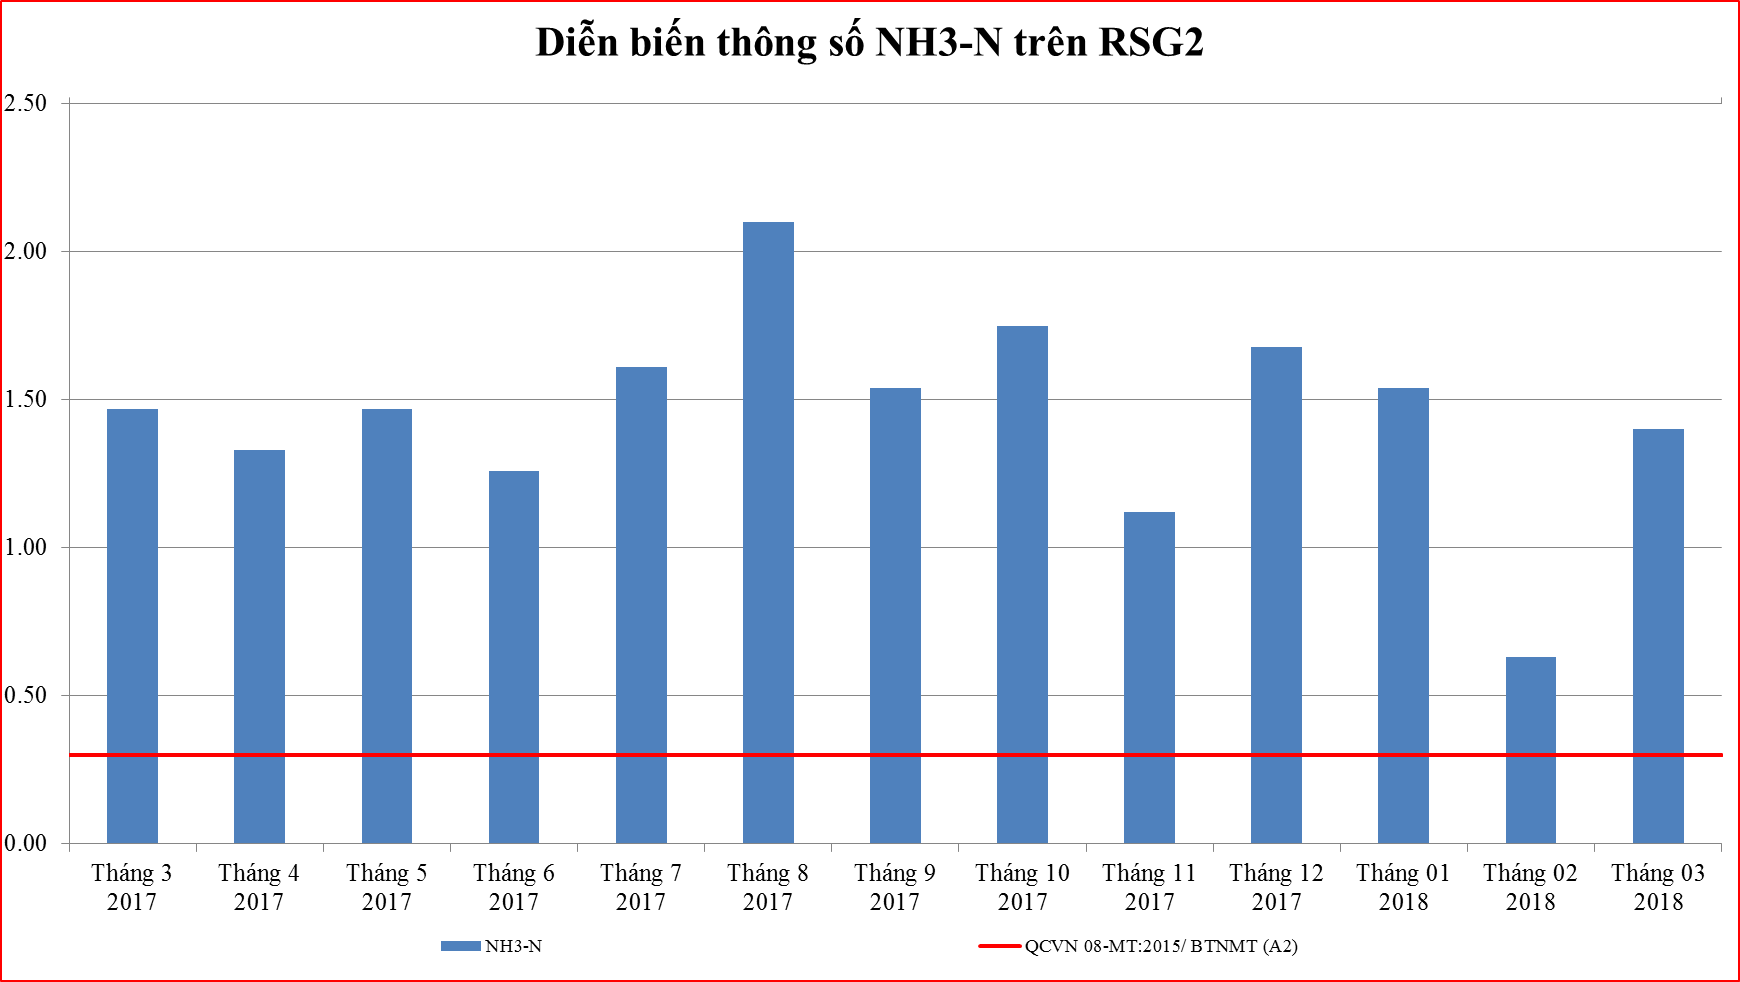 Diễn biến thông số NH3-N trên RSG2
2.50
2.00
1.50
1.00
0.50
0.00
Tháng 3 2017
Tháng 4 2017
Tháng 5 2017
Tháng 6 2017
Tháng 7 2017
Tháng 8 2017
Tháng 9 2017
Tháng 10 2017
Tháng 11 2017
Tháng 12 2017
Tháng 01 2018
Tháng 02 2018
Tháng 03 2018
NH3-N
QCVN 08-MT:2015/ BTNMT (A2)